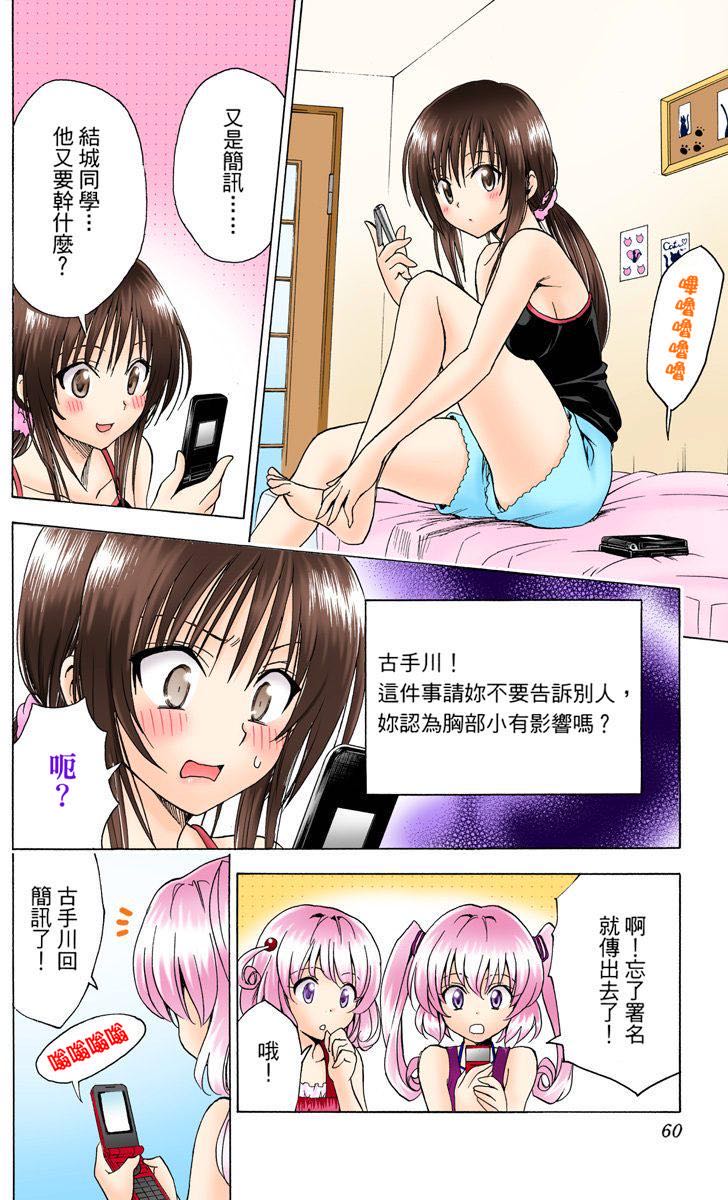 Cat
嗶嚕嚕嚕嚕
又是簡訊……
結城同學…
他又要幹什麼？
古手川！
這件事請妳不要告訴別人，
妳認為胸部小有影響嗎？
呃？
啊！忘了署名
就傳出去了！
哦！
古手川回
簡訊了！
嗡嗡嗡嗡
60